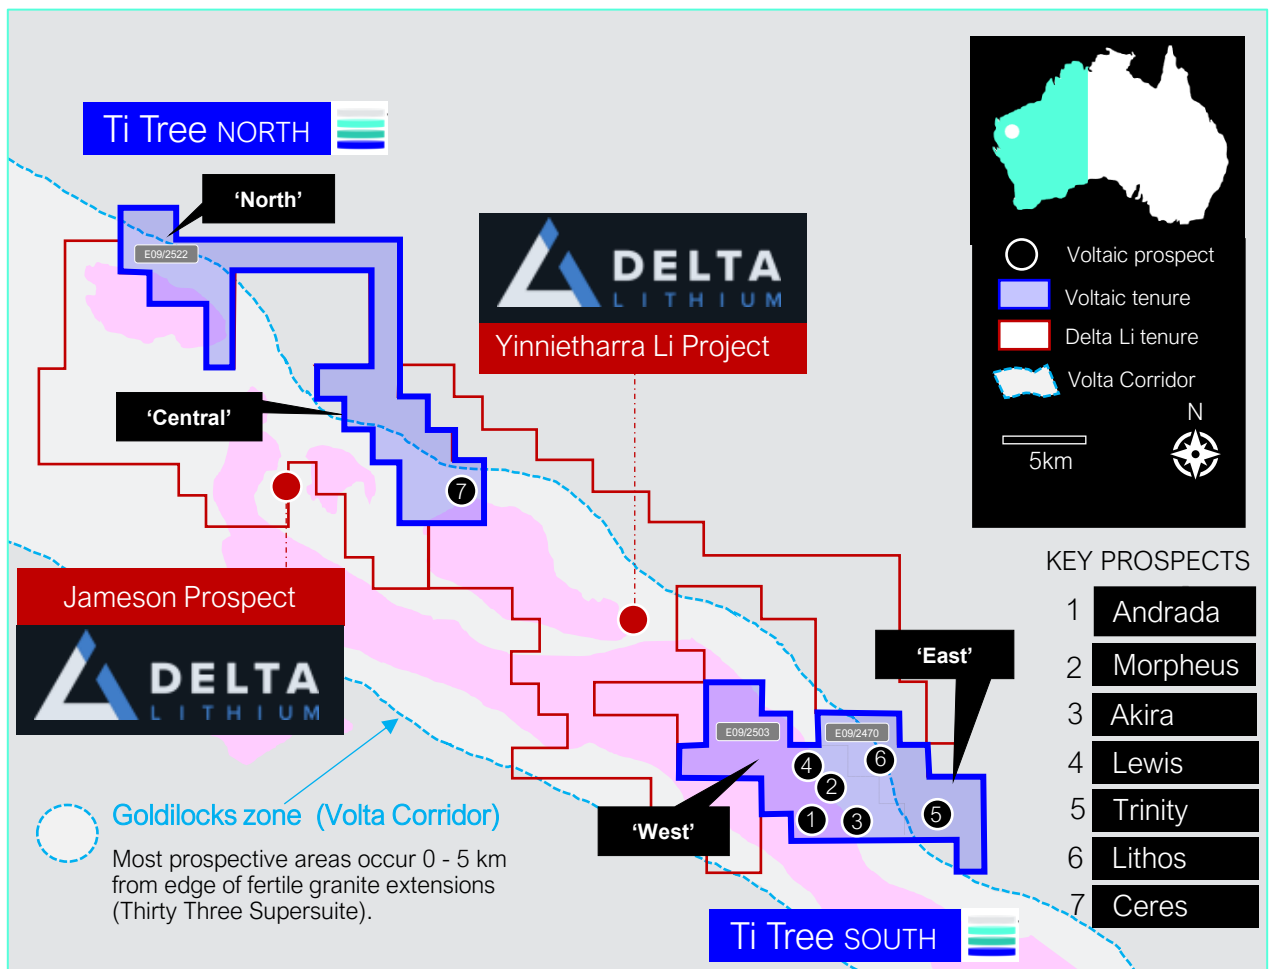 Ti Tree NORTH
'North'
E09/2522
DELTA
LITHIUM
Yinnietharra Li Project
'Central'
7
Jameson Prospect
DELTA
LITHIUM
'East'
E09/2503
E09/2470
4
6
2
1
3
5
'West'
Goldilocks zone (Volta Corridor)
Most prospective areas occur 0 - 5 km
from edge of fertile granite extensions
(Thirty Three Supersuite).
Ti Tree SOUTH
Voltaic prospect
Voltaic tenure
Delta Li tenure
Volta Corridor
N
5km
KEY PROSPECTS
1 Andrada
2 Morpheus
3 Akira
4 Lewis
5 Trinity
6 Lithos
7 Ceres